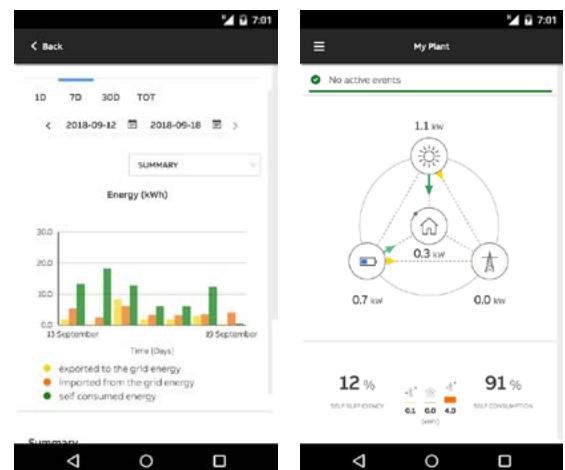 7:01
Back
1D 7D 30D TOT
< 2018-09-12 2018-09-18 >
SUMMARY
Energy (kWh)
30.0
20.0
10.0
0.0
13 September 19 September
Time [Days]
exported to the grid energy
Imported from the grid energy
self consumed energy
Summary
7:01
My Plant
No active events
1.1 kW
0.3 kW
0.7 kW
0.0 kW
12 %
SELF SUFFICIENCY
0.1 0.0 4.0
(kWh)
91 %
SELF CONSUMPTION